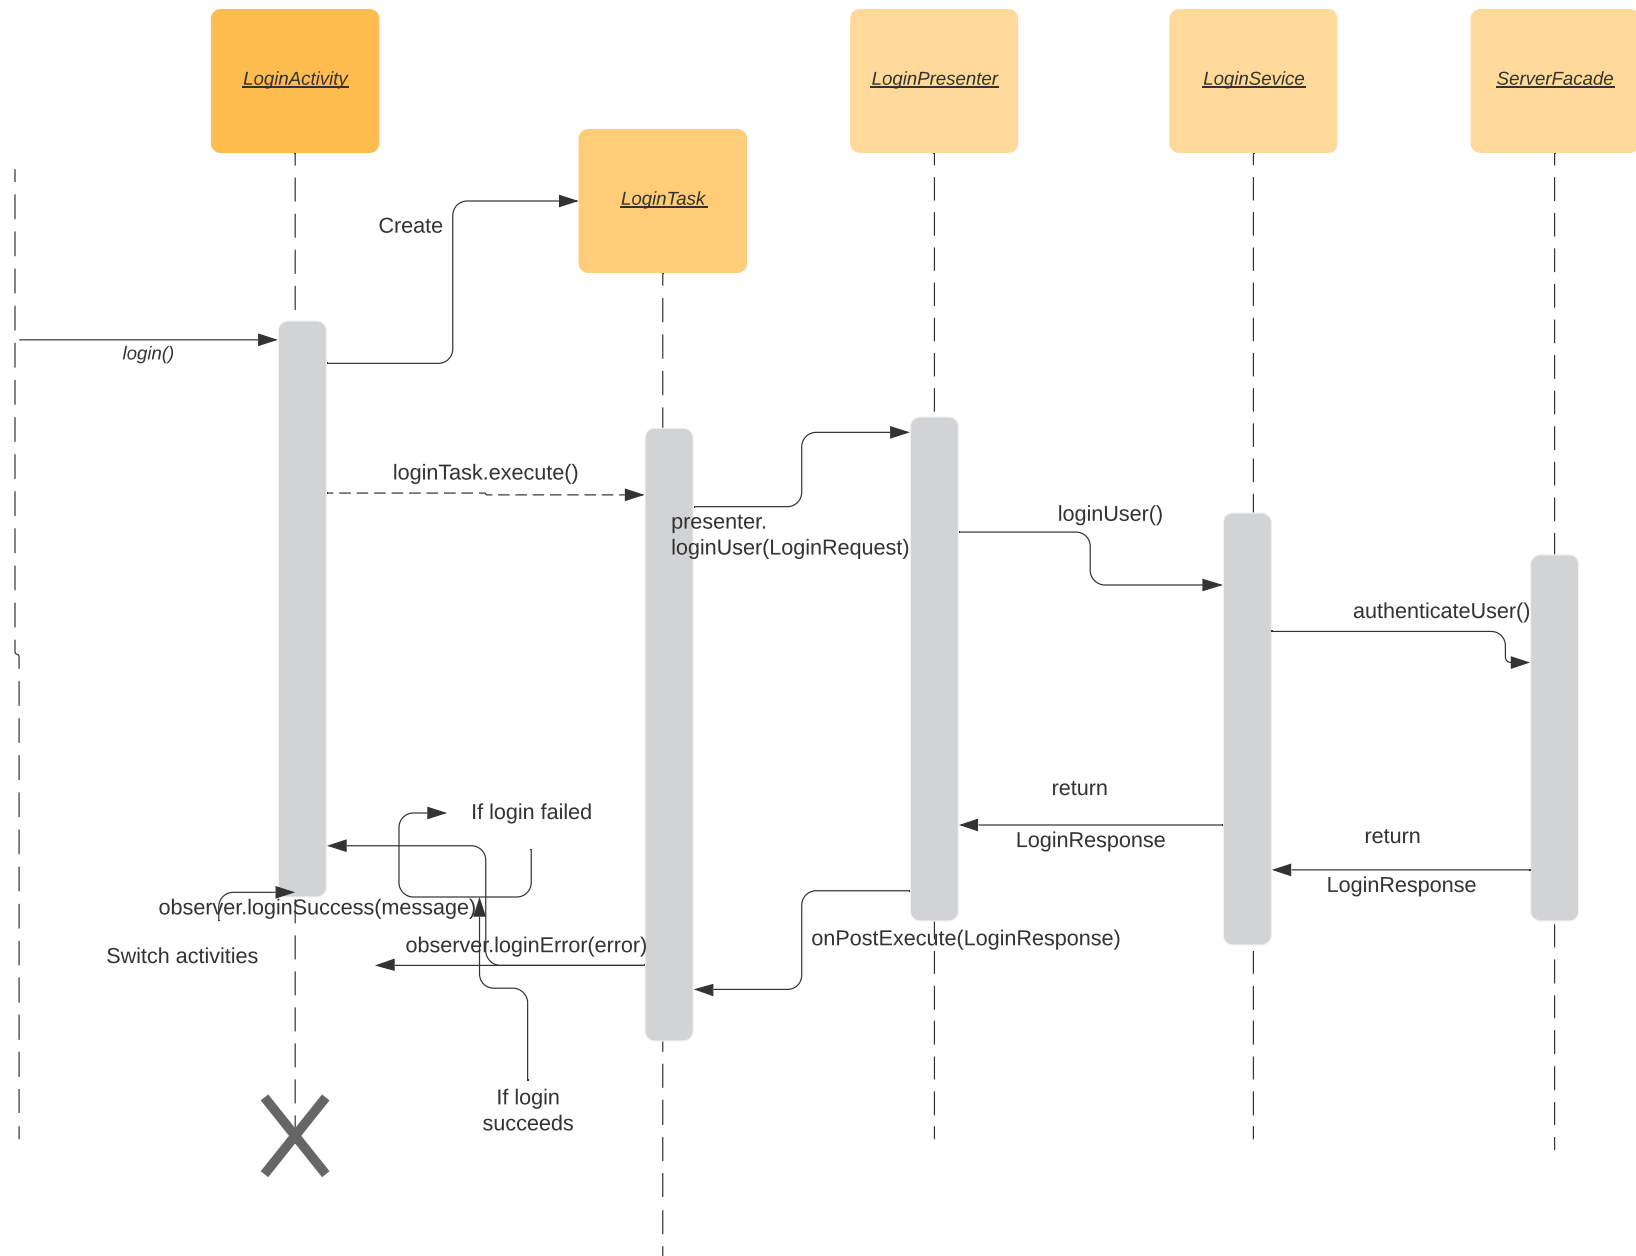 LoginActivity
LoginPresenter
LoginSevice
ServerFacade
LoginTask
Create
login()
loginTask.execute()
presenter.
loginUser(LoginRequest)
loginUser()
authenticateUser()
return
LoginResponse
return
LoginResponse
If login failed
observer.loginSuccess(message)
observer.loginError(error)
onPostExecute(LoginResponse)
Switch activities
If login
succeeds